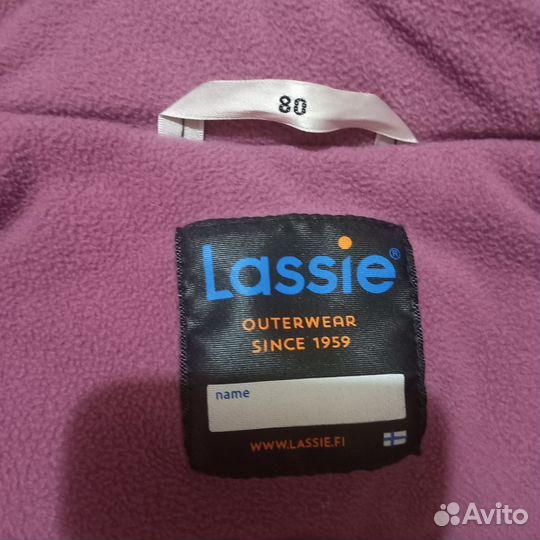 80
Lassie®
OUTERWEAR
SINCE 1959
name
WWW.LASSIE.FI
Avito